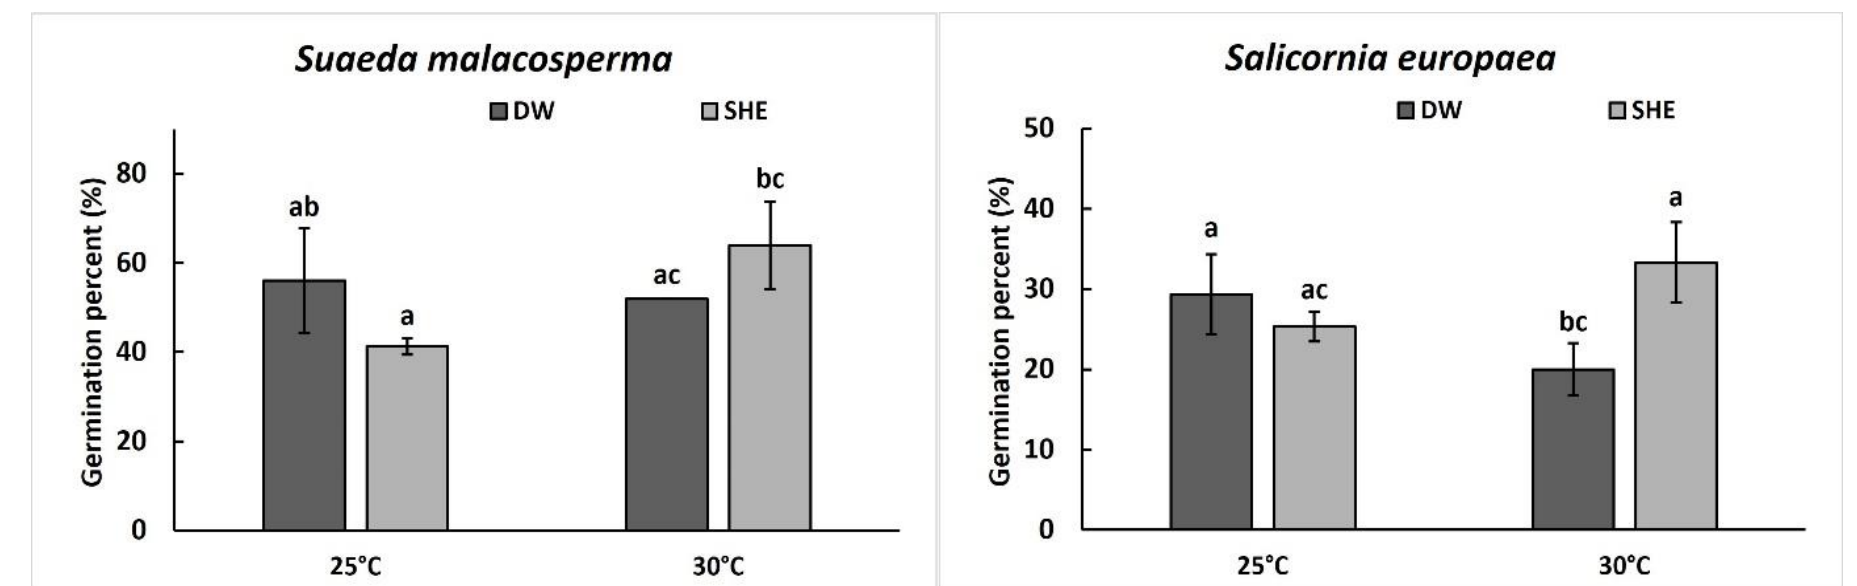 Suaeda malacosperma
DW SHE
Germination percent (%)
80
60
40
20
0
ab
a
ac
bc
25°C 30°C
Salicornia europaea
DW SHE
Germination percent (%)
50
40
30
20
10
0
a
ac
bc
a
25°C 30°C